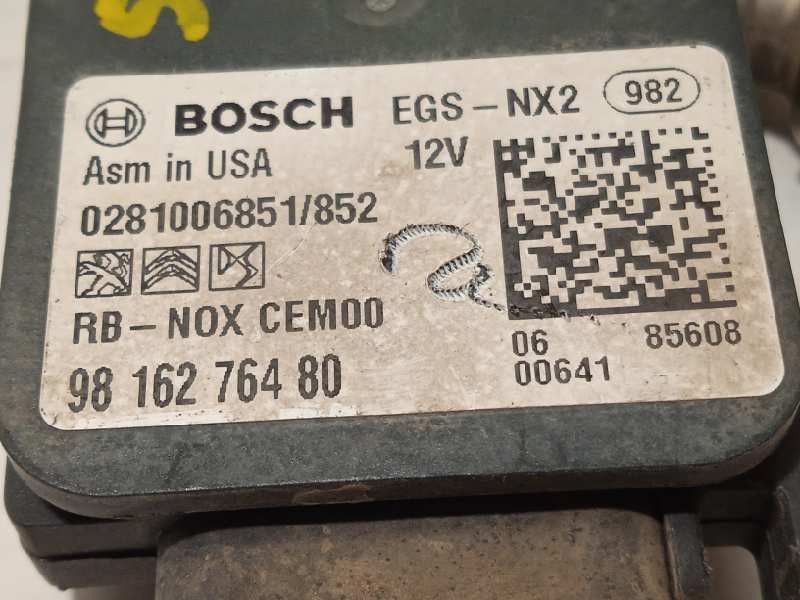 BOSCH EGS-NX2 982
Asm in USA 12V
0281006851/852
RB-NOX CEM00
98 162 764 80
06 85608
00641